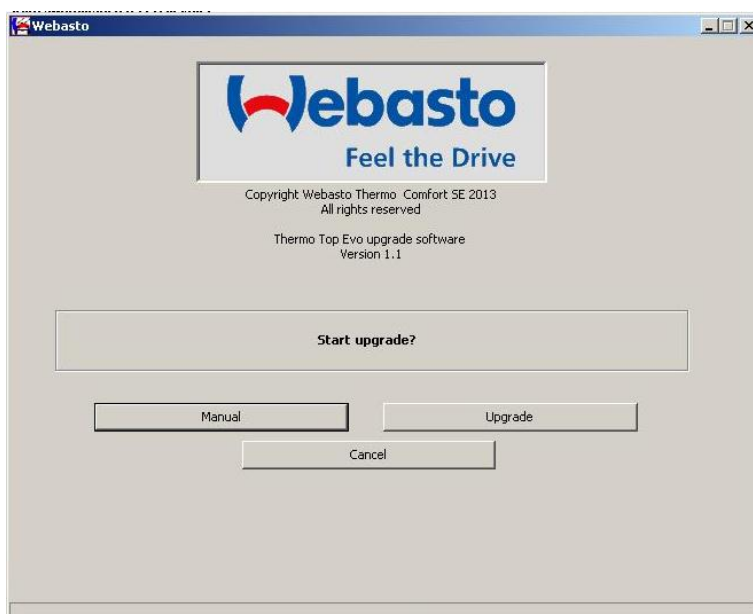 Webasto
Webasto
Feel the Drive
Copyright Webasto Thermo Comfort SE 2013
All rights reserved
Thermo Top Evo upgrade software
Version 1.1
Start upgrade?
Manual
Upgrade
Cancel